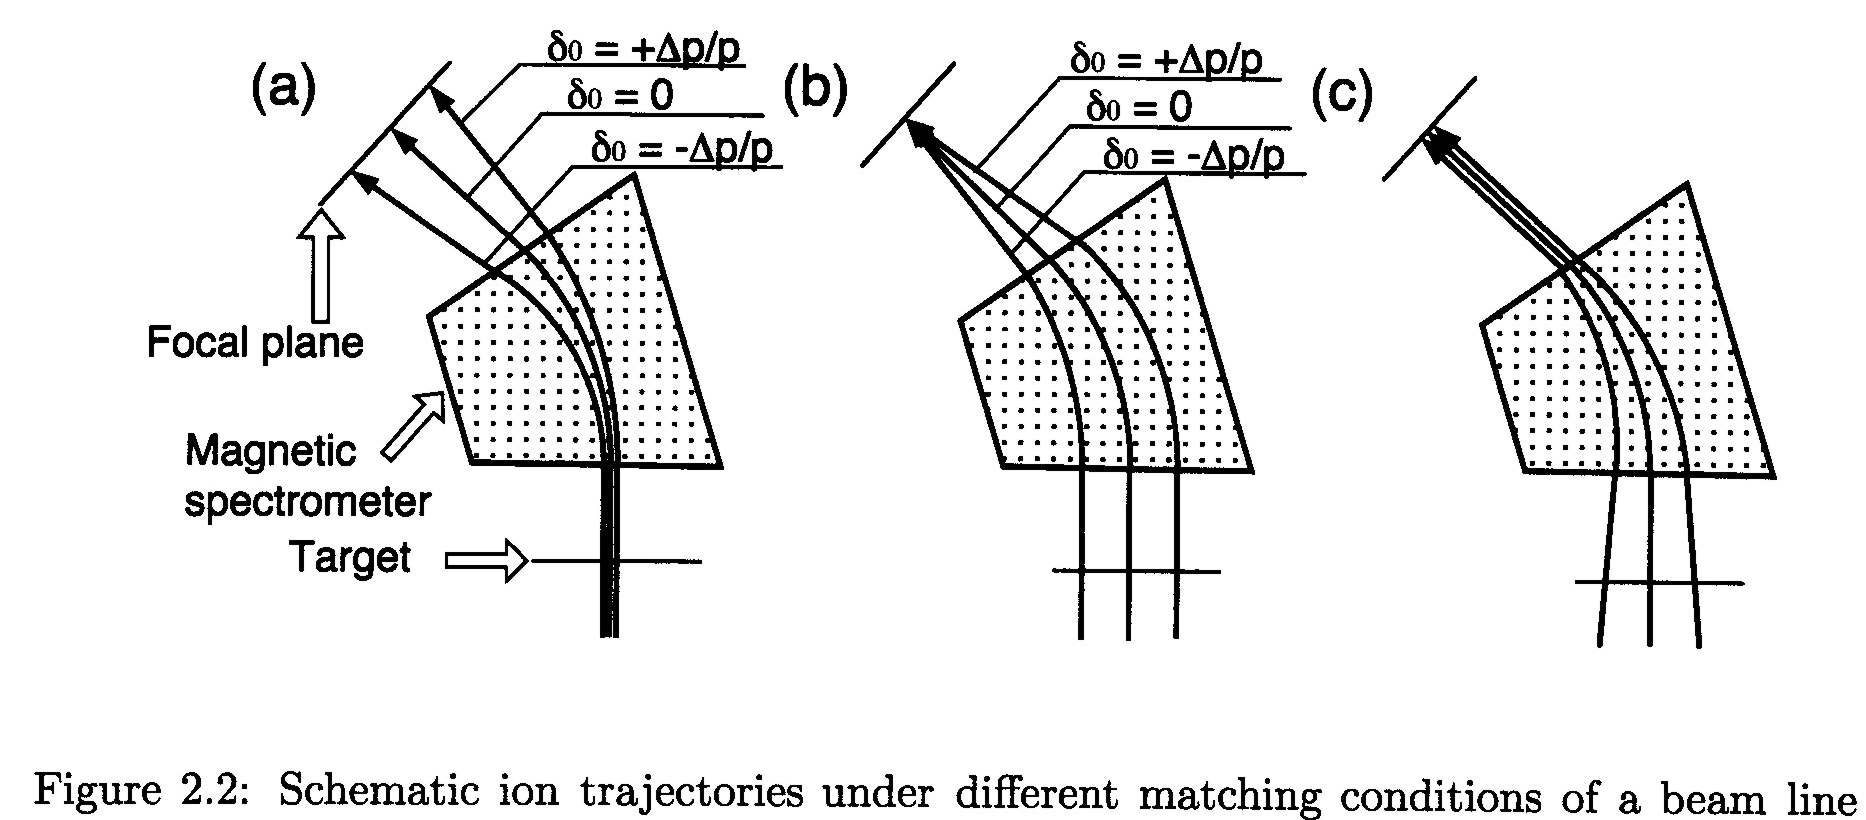 (a)
δ0 = +Δp/p
δ0 = 0
δ0 = -Δp/p
(b)
δ0 = +Δp/p
δ0 = 0
δ0 = -Δp/p
(c)
Focal plane
Magnetic
spectrometer
Target
Figure 2.2: Schematic ion trajectories under different matching conditions of a beam line